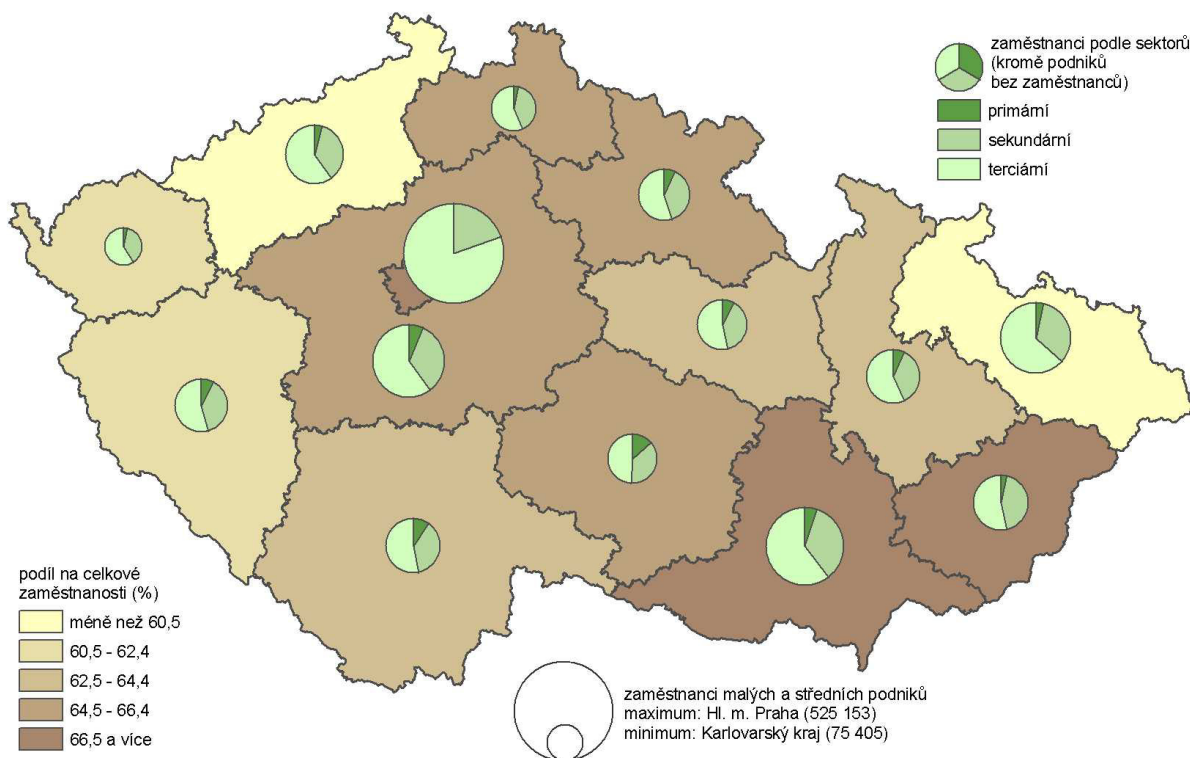 zaměstnanci podle sektorů
(kromě podniků
bez zaměstnanců)
primární
sekundární
terciární
podíl na celkové
zaměstnanosti (%)
méně než 60,5
60,5 - 62,4
62,5 - 64,4
64,5 - 66,4
66,5 a více
zaměstnanci malých a středních podniků
maximum: Hl. m. Praha (525 153)
minimum: Karlovarský kraj (75 405)